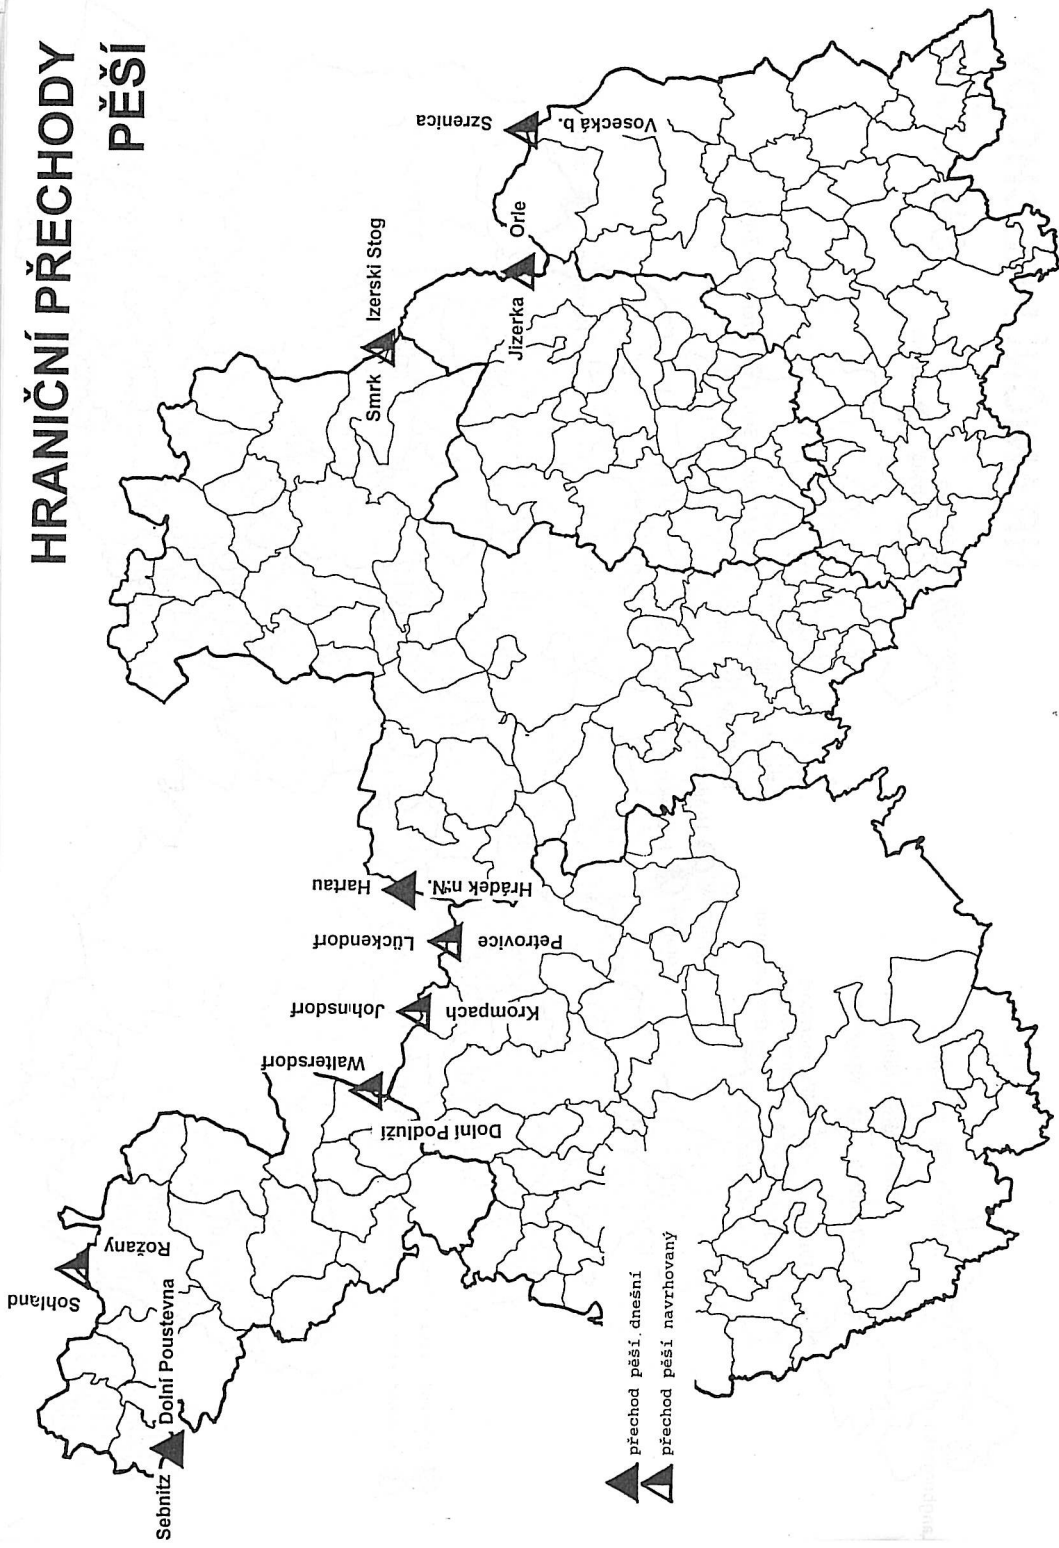 HRANIČNÍ PŘECHODY
PĚŠÍ
Szrenica
Vosecká b.
Orle
Jizerka
Izerski Stog
Smrk
Hartau
Hrádek n. N.
Lückendorf
Petrovice
Johnsdorf
Krompach
Waltersdorf
Dolní Podluží
Sohland
Rožany
Sebnitz
Dolní Poustevna
přechod pěší dnešní
přechod pěší navrhovaný